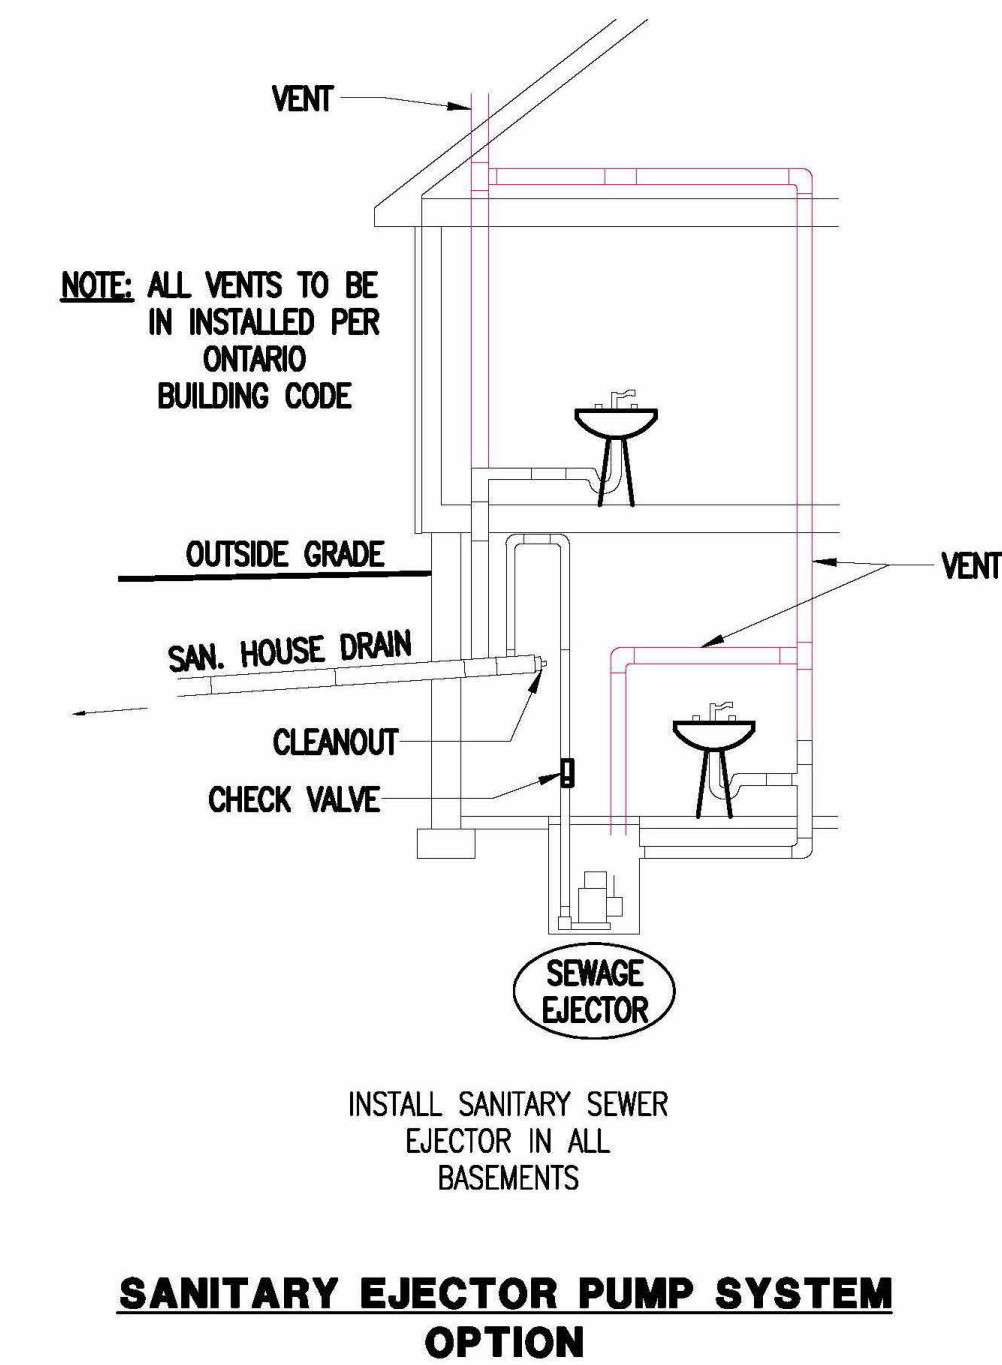 VENT
NOTE: ALL VENTS TO BE
IN INSTALLED PER
ONTARIO
BUILDING CODE
OUTSIDE GRADE
VENT
SAN. HOUSE DRAIN
CLEANOUT
CHECK VALVE
SEWAGE
EJECTOR
INSTALL SANITARY SEWER
EJECTOR IN ALL
BASEMENTS
SANITARY EJECTOR PUMP SYSTEM
OPTION